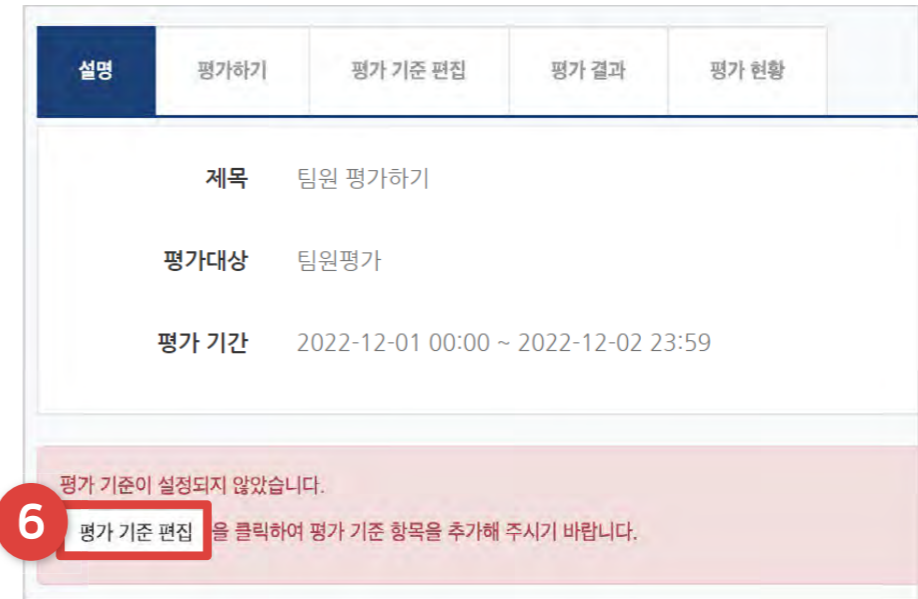 설명 평가하기 평가 기준 편집 평가 결과 평가 현황
제목 팀원 평가하기
평가대상 팀원평가
평가 기간 2022-12-01 00:00 ~ 2022-12-02 23:59
평가 기준이 설정되지 않았습니다.
6 평가 기준 편집 을 클릭하여 평가 기준 항목을 추가해 주시기 바랍니다.